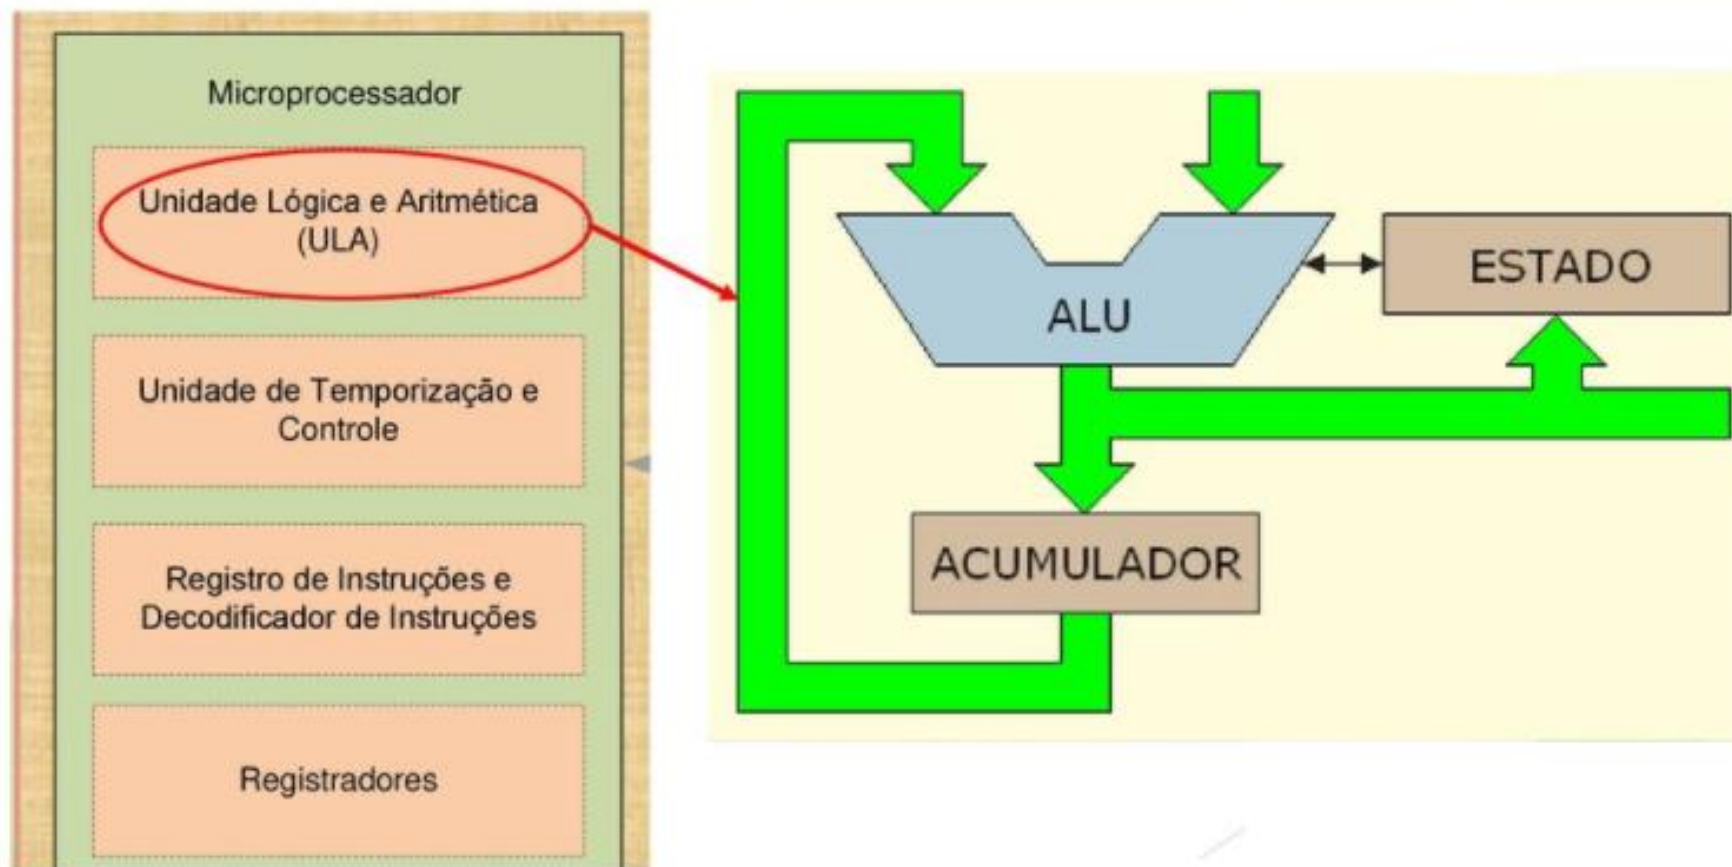 Microprocessador
Unidade Lógica e Aritmética
(ULA)
Unidade de Temporização e
Controle
Registro de Instruções e
Decodificador de Instruções
Registradores
ALU
ESTADO
ACUMULADOR